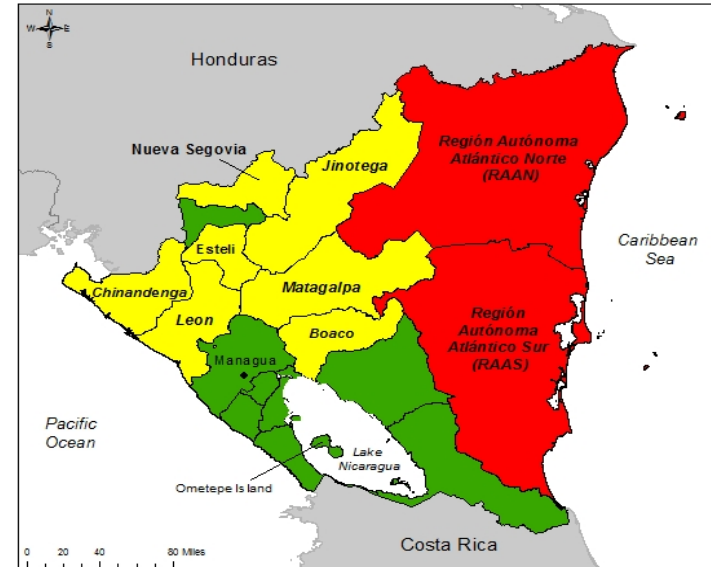 N
W E
S
Honduras
Nueva Segovia
Jinotega
Región Autónoma
Atlántico Norte
(RAAN)
Esteli
Caribbean
Sea
Chinandenga
Matagalpa
Leon
Región
Autónoma
Atlántico Sur
(RAAS)
Boaco
Managua
Pacific
Ocean
Lake
Nicaragua
Ometepe Island
Costa Rica
0 20 40 80 Miles